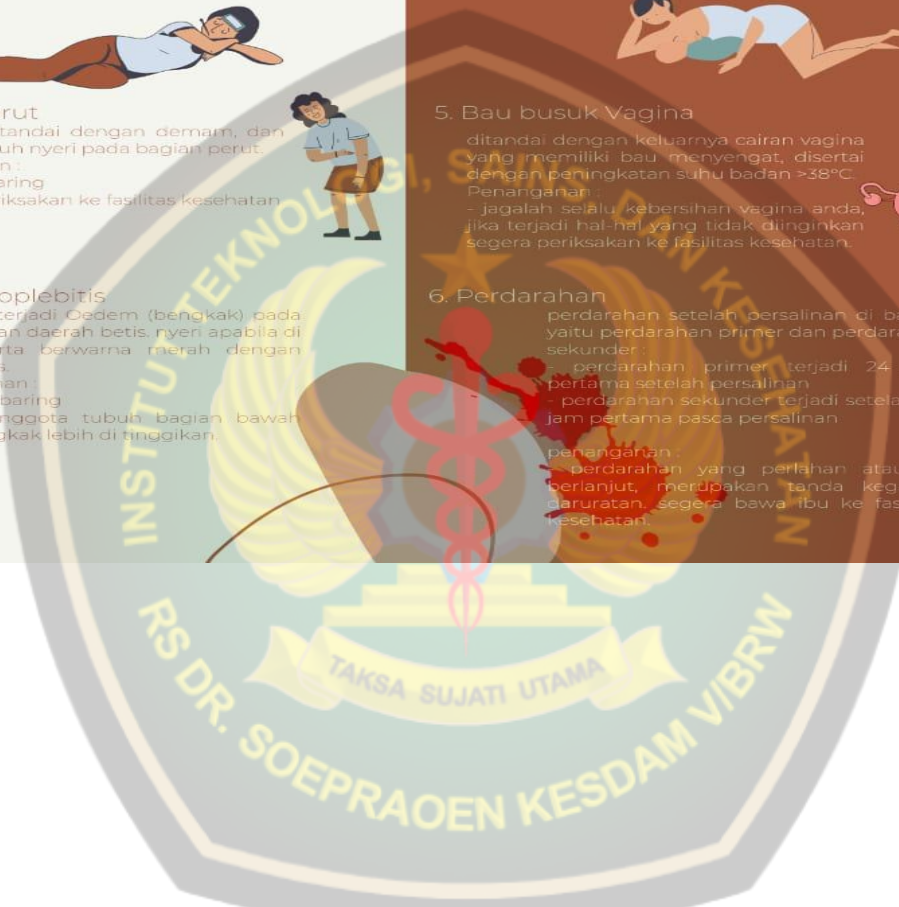 rut
tandai dengan demam, dan
uh nyeri pada bagian perut.
n :
aring
iksakan ke fasilitas kesehatan
oplebitis
terjadi Oedem (bengkak) pada
an daerah betis. nyeri apabila di
rta berwarna merah dengan
s.
nan :
baring
nggota tubuh bagian bawah
gkak lebih di tinggikan.
5. Bau busuk Vagina
ditandai dengan keluarnya cairan vagina
yang memiliki bau menyengat, disertai
dengan peningkatan suhu badan >38°C.
Penanganan :
- jagalah selalu kebersihan vagina anda,
jika terjadi hal-hal yang tidak diinginkan
segera periksakan ke fasilitas kesehatan.
6. Perdarahan
perdarahan setelah persalinan di ba
yaitu perdarahan primer dan perdara
sekunder :
- perdarahan primer terjadi 24
pertama setelah persalinan
- perdarahan sekunder terjadi setela
jam pertama pasca persalinan
penanganan :
- perdarahan yang perlahan atau
berlanjut, merupakan tanda keg
daruratan. segera bawa ibu ke fas
kesehatan.
INSTITUT TEKNOLOGI, SAINS, DAN KESEHATAN
TAKSA SUJATI UTAMA
RS DR. SOEPRAOEN KESDAM V/BRW